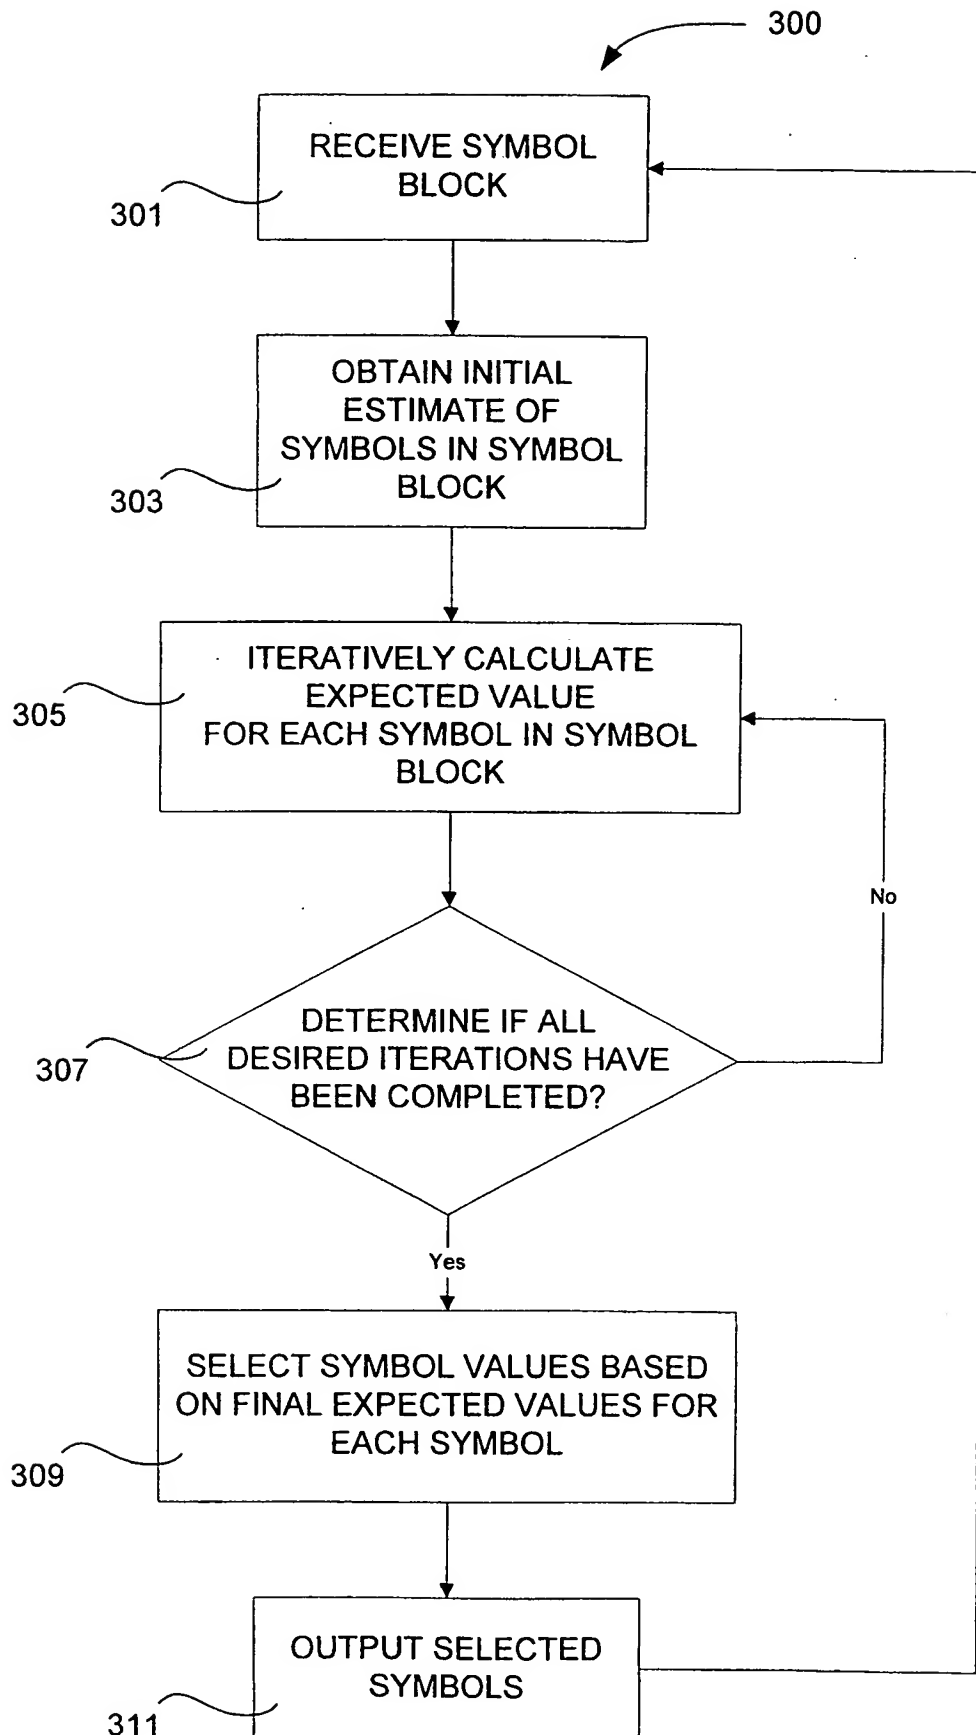 300
RECEIVE SYMBOL
BLOCK
301
OBTAIN INITIAL
ESTIMATE OF
SYMBOLS IN SYMBOL
BLOCK
303
ITERATIVELY CALCULATE
EXPECTED VALUE
FOR EACH SYMBOL IN SYMBOL
BLOCK
305
No
DETERMINE IF ALL
DESIRED ITERATIONS HAVE
BEEN COMPLETED?
307
Yes
SELECT SYMBOL VALUES BASED
ON FINAL EXPECTED VALUES FOR
EACH SYMBOL
309
OUTPUT SELECTED
SYMBOLS
311